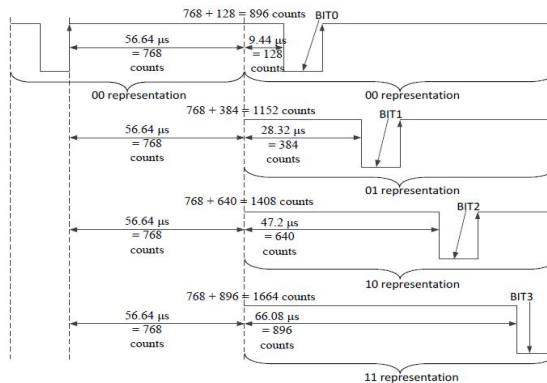 768 + 128 = 896 counts
BIT0
56.64 μs
= 768
counts
9.44 μs
= 128
counts
00 representation
00 representation
768 + 384 = 1152 counts
BIT1
56.64 μs
= 768
counts
28.32 μs
= 384
counts
01 representation
768 + 640 = 1408 counts
BIT2
56.64 μs
= 768
counts
47.2 μs
= 640
counts
10 representation
768 + 896 = 1664 counts
BIT3
56.64 μs
= 768
counts
66.08 μs
= 896
counts
11 representation